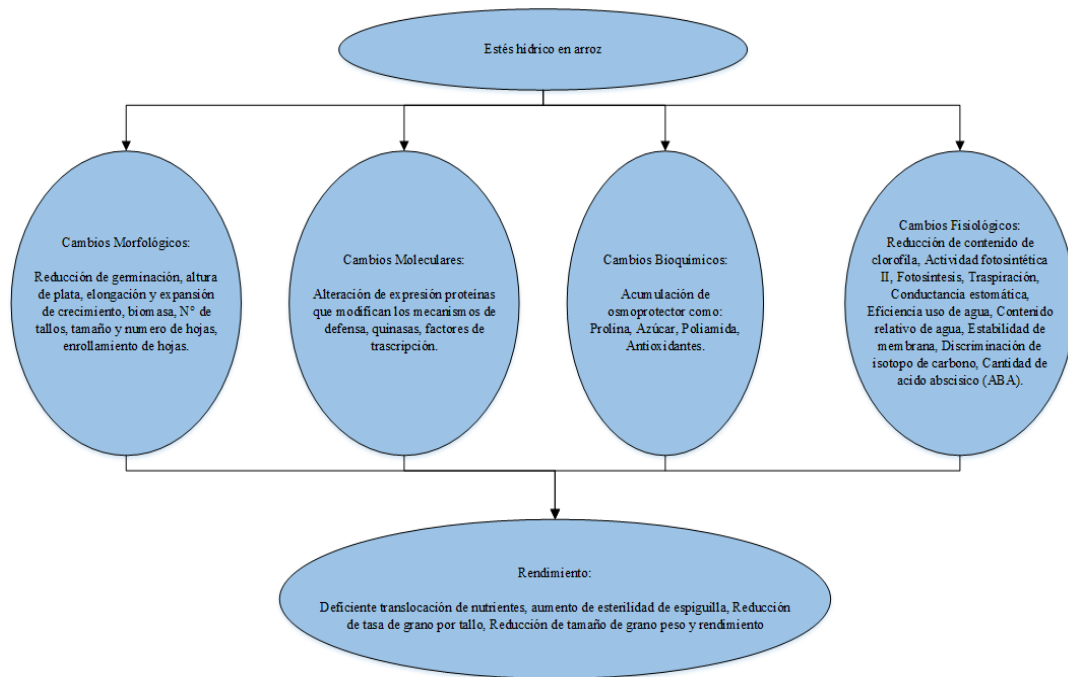 Estés hídrico en arroz
Cambios Morfológicos:
Reducción de germinación, altura
de plata, elongación y expansión
de crecimiento, biomasa, N° de
tallos, tamaño y numero de hojas,
enrollamiento de hojas.
Cambios Moleculares:
Alteración de expresión proteínas
que modifican los mecanismos de
defensa, quinasas, factores de
trascripción.
Cambios Bioquímicos:
Acumulación de
osmoprotector como:
Prolina, Azúcar, Poliamida,
Antioxidantes.
Cambios Fisiológicos:
Reducción de contenido de
clorofila, Actividad fotosintética
II, Fotosíntesis, Traspiración,
Conductancia estomática,
Eficiencia uso de agua, Contenido
relativo de agua, Estabilidad de
membrana, Discriminación de
isotopo de carbono, Cantidad de
acido abscisico (ABA).
Rendimiento:
Deficiente translocación de nutrientes, aumento de esterilidad de espiguilla, Reducción
de tasa de grano por tallo, Reducción de tamaño de grano peso y rendimiento